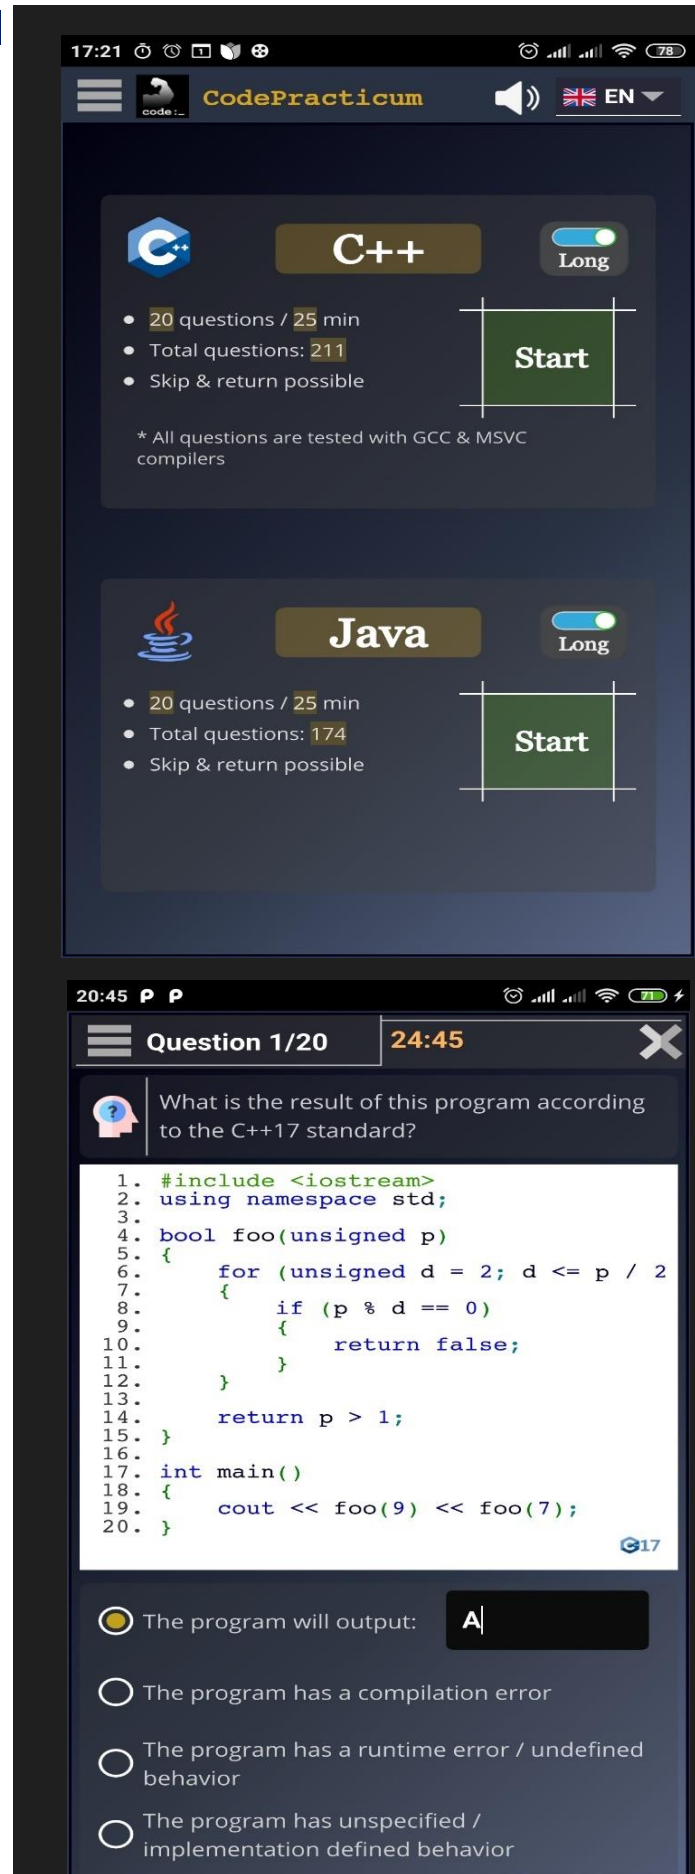 17:21
78
code:_
CodePracticum
EN
C++
Long
20 questions / 25 min
Total questions: 211
Skip & return possible
Start
* All questions are tested with GCC & MSVC
compilers
Java
Long
20 questions / 25 min
Total questions: 174
Skip & return possible
Start
20:45
71
Question 1/20
24:45
What is the result of this program according
to the C++17 standard?
1. #include <iostream>
2. using namespace std;
3.
4. bool foo(unsigned p)
5. {
6. for (unsigned d = 2; d <= p / 2
7. {
8. if (p % d == 0)
9. {
10. return false;
11. }
12. }
13.
14. return p > 1;
15. }
16.
17. int main()
18. {
19. cout << foo(9) << foo(7);
20. }
17
The program will output: A
The program has a compilation error
The program has a runtime error / undefined
behavior
The program has unspecified /
implementation defined behavior